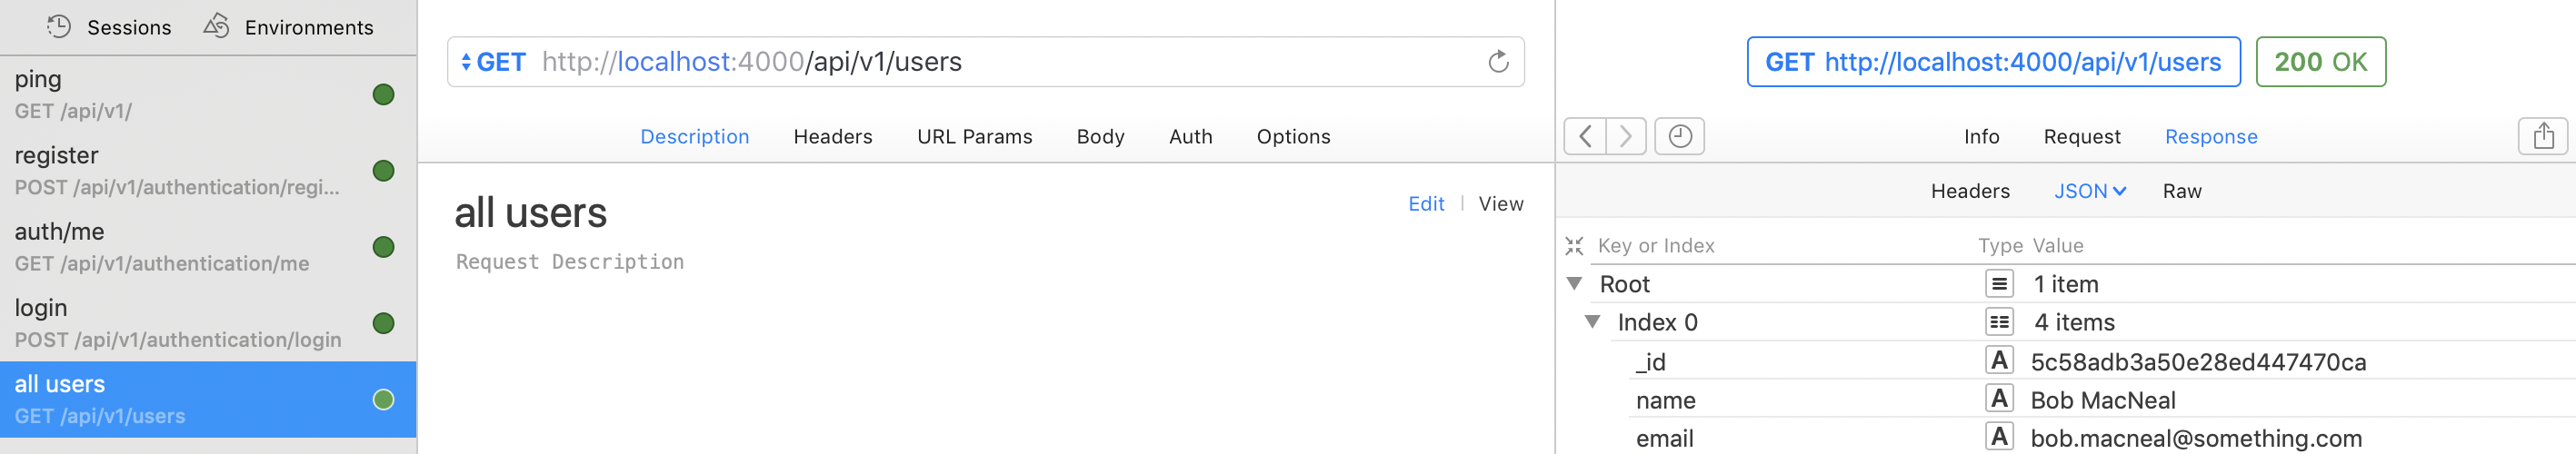 Sessions Environments
ping
GET /api/v1/
register
POST /api/v1/authentication/regi...
auth/me
GET /api/v1/authentication/me
login
POST /api/v1/authentication/login
all users
GET /api/v1/users
GET http://localhost:4000/api/v1/users
Description Headers URL Params Body Auth Options
all users
Edit | View
Request Description
GET http://localhost:4000/api/v1/users 200 OK
Info Request Response
Headers JSON Raw
Key or Index Type Value
Root 1 item
Index 0 4 items
_id A 5c58adb3a50e28ed447470ca
name A Bob MacNeal
email A bob.macneal@something.com